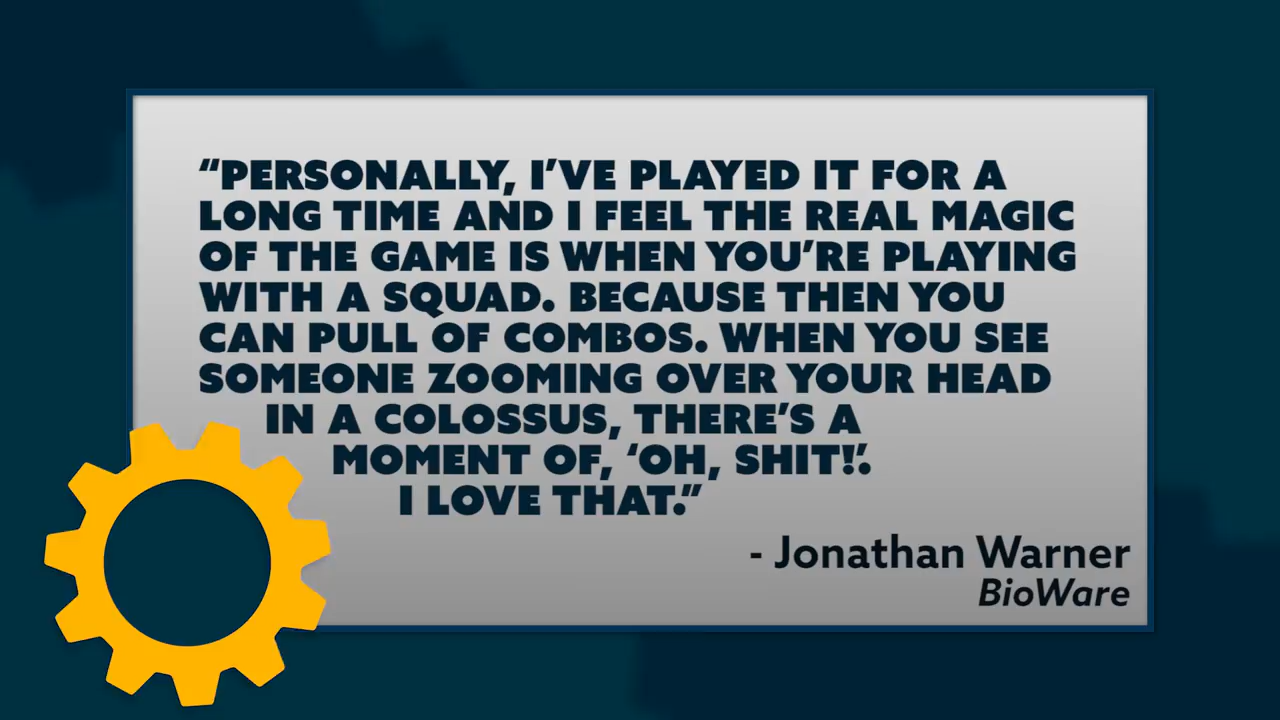 “PERSONALLY, I’VE PLAYED IT FOR A
LONG TIME AND I FEEL THE REAL MAGIC
OF THE GAME IS WHEN YOU’RE PLAYING
WITH A SQUAD. BECAUSE THEN YOU
CAN PULL OF COMBOS. WHEN YOU SEE
SOMEONE ZOOMING OVER YOUR HEAD
IN A COLOSSUS, THERE’S A
MOMENT OF, ‘OH, SHIT!’.
I LOVE THAT.”
- Jonathan Warner
BioWare